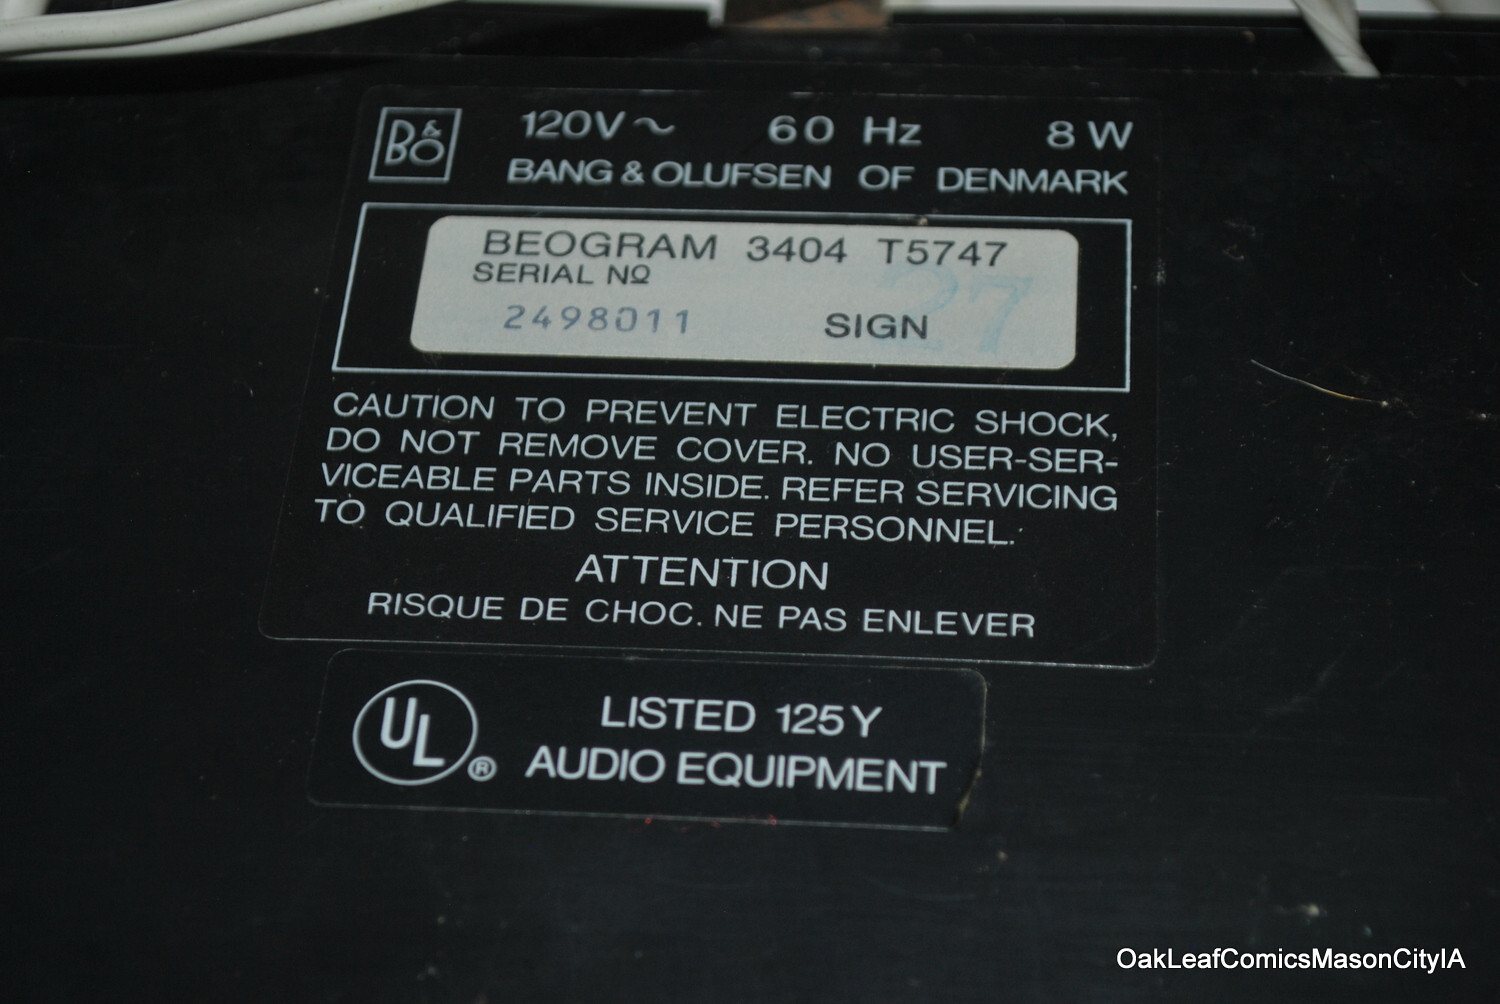 B&O
120V~ 60 Hz 8 W
BANG & OLUFSEN OF DENMARK
BEOGRAM 3404 T5747
SERIAL Nº
2498011 SIGN 27
CAUTION TO PREVENT ELECTRIC SHOCK,
DO NOT REMOVE COVER. NO USER-SER-
VICEABLE PARTS INSIDE. REFER SERVICING
TO QUALIFIED SERVICE PERSONNEL.
ATTENTION
RISQUE DE CHOC. NE PAS ENLEVER
UL®
LISTED 125Y
AUDIO EQUIPMENT
OakLeafComicsMasonCityIA